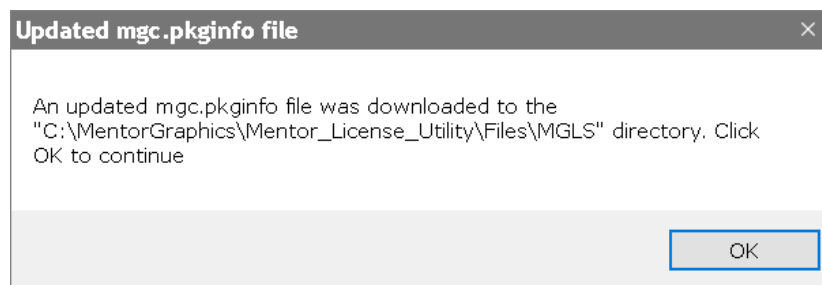 Updated mgc.pkginfo file
An updated mgc.pkginfo file was downloaded to the
"C:\MentorGraphics\Mentor_License_Utility\Files\MGLS" directory. Click
OK to continue
OK